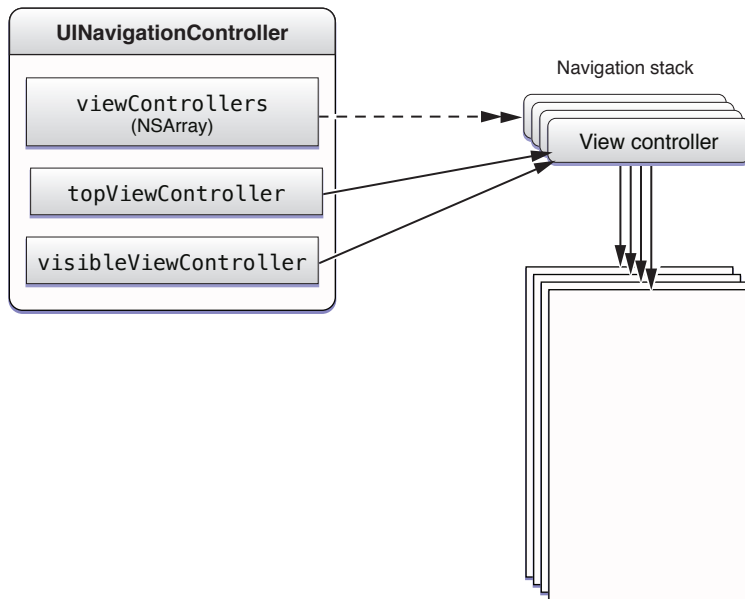 UINavigationController
viewControllers
(NSArray)
topViewController
visibleViewController
Navigation stack
View controller